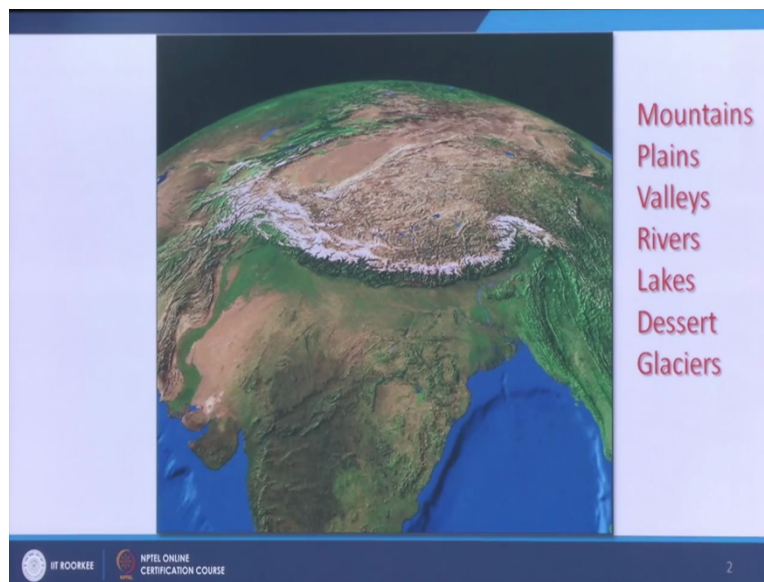 Mountains
Plains
Valleys
Rivers
Lakes
Dessert
Glaciers
IIT ROORKEE
NPTEL ONLINE
CERTIFICATION COURSE
2